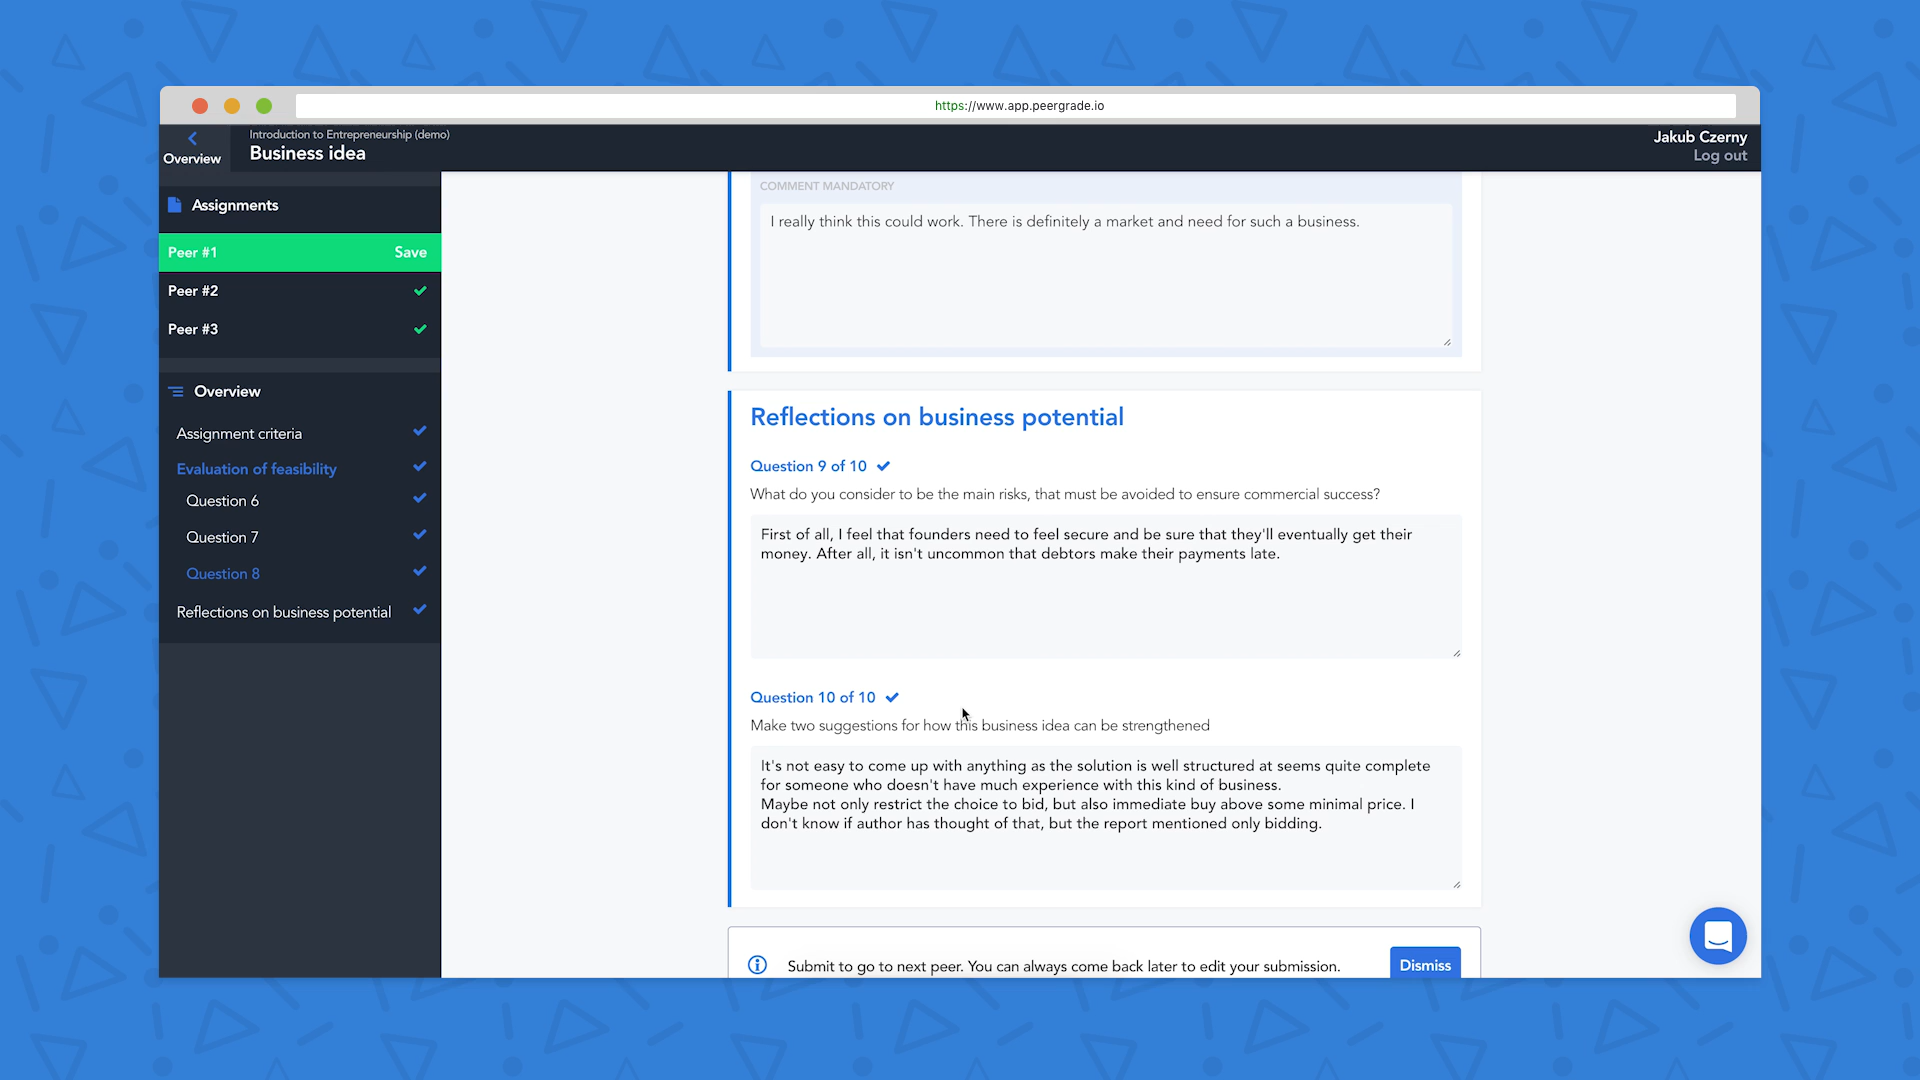 https://www.app.peergrade.io
Overview
Introduction to Entrepreneurship (demo)
Business idea
Jakub Czerny
Log out
Assignments
Peer #1 Save
Peer #2
Peer #3
Overview
Assignment criteria
Evaluation of feasibility
Question 6
Question 7
Question 8
Reflections on business potential
COMMENT MANDATORY
I really think this could work. There is definitely a market and need for such a business.
Reflections on business potential
Question 9 of 10
What do you consider to be the main risks, that must be avoided to ensure commercial success?
First of all, I feel that founders need to feel secure and be sure that they'll eventually get their
money. After all, it isn't uncommon that debtors make their payments late.
Question 10 of 10
Make two suggestions for how this business idea can be strengthened
It's not easy to come up with anything as the solution is well structured at seems quite complete
for someone who doesn't have much experience with this kind of business.
Maybe not only restrict the choice to bid, but also immediate buy above some minimal price. I
don't know if author has thought of that, but the report mentioned only bidding.
Submit to go to next peer. You can always come back later to edit your submission.
Dismiss